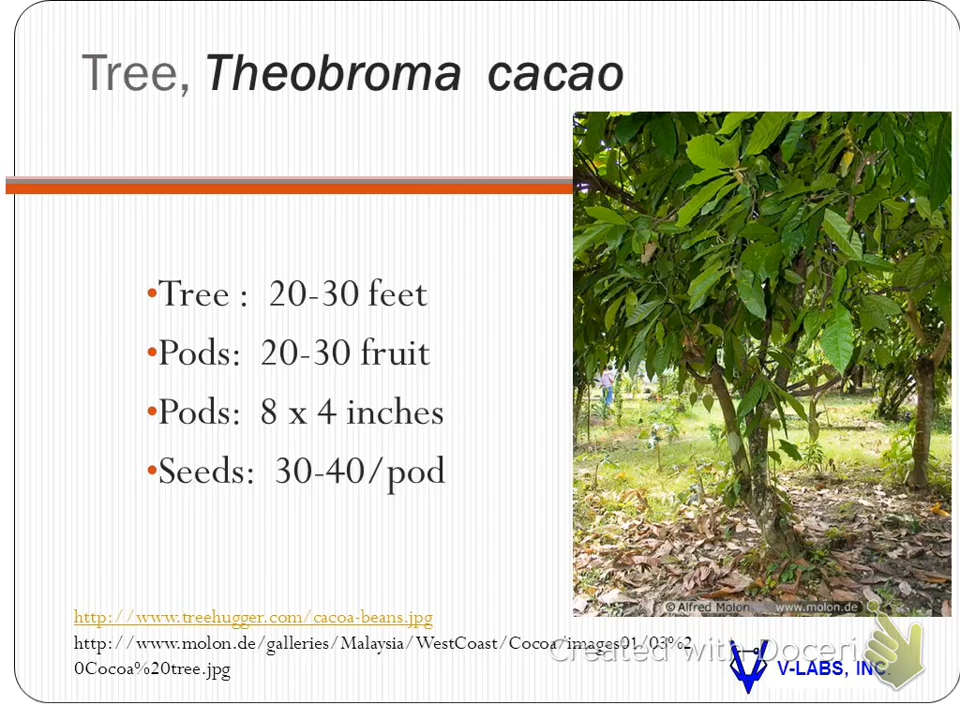 Tree, Theobroma cacao
•Tree : 20-30 feet
•Pods: 20-30 fruit
•Pods: 8 x 4 inches
•Seeds: 30-40/pod
© Alfred Molon www.molon.de
http://www.treehugger.com/cacoa-beans.jpg
http://www.molon.de/galleries/Malaysia/WestCoast/Cocoa/images01/03%2
0Cocoa%20tree.jpg
Created with Doceri
V-LABS, INC.